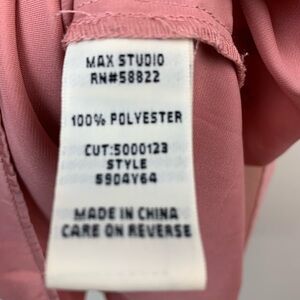 MAX STUDIO
RN#58822
100% POLYESTER
CUT:5000123
STYLE
5904Y64
MADE IN CHINA
CARE ON REVERSE